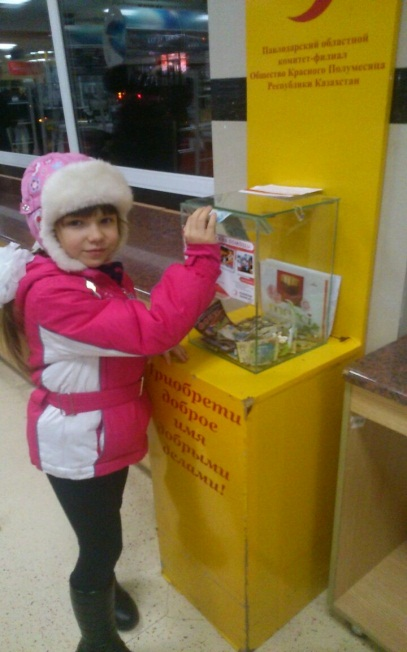 Павлодарский областной
комитет-филиал
Общества Красного Полумесяца
Республики Казахстан
Приобрети
доброе
имя
добрыми
делами!